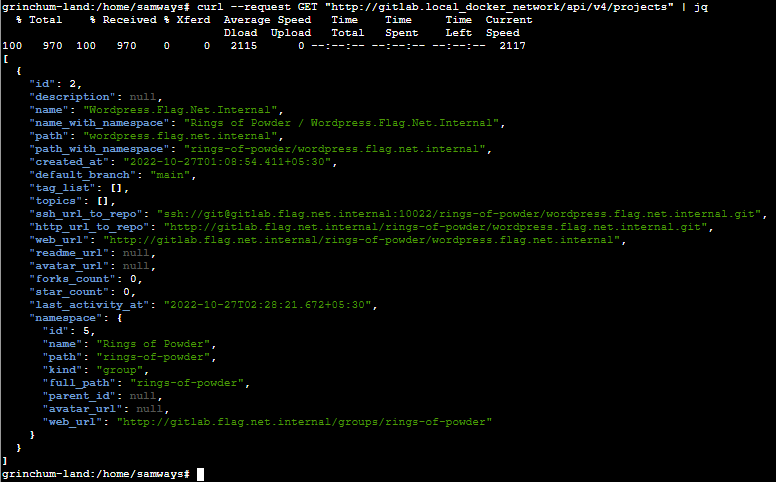 grinchum-land:/home/samways# curl --request GET "http://gitlab.local_docker_network/api/v4/projects" | jq
  % Total    % Received % Xferd  Average Speed   Time    Time     Time  Current
                                 Dload  Upload   Total   Spent    Left  Speed
100   970  100   970    0     0   2115      0 --:--:-- --:--:-- --:--:--  2117
[
  {
    "id": 2,
    "description": null,
    "name": "Wordpress.Flag.Net.Internal",
    "name_with_namespace": "Rings of Powder / Wordpress.Flag.Net.Internal",
    "path": "wordpress.flag.net.internal",
    "path_with_namespace": "rings-of-powder/wordpress.flag.net.internal",
    "created_at": "2022-10-27T01:08:54.411+05:30",
    "default_branch": "main",
    "tag_list": [],
    "topics": [],
    "ssh_url_to_repo": "ssh://git@gitlab.flag.net.internal:10022/rings-of-powder/wordpress.flag.net.internal.git",
    "http_url_to_repo": "http://gitlab.flag.net.internal/rings-of-powder/wordpress.flag.net.internal.git",
    "web_url": "http://gitlab.flag.net.internal/rings-of-powder/wordpress.flag.net.internal",
    "readme_url": null,
    "avatar_url": null,
    "forks_count": 0,
    "star_count": 0,
    "last_activity_at": "2022-10-27T02:28:21.672+05:30",
    "namespace": {
      "id": 5,
      "name": "Rings of Powder",
      "path": "rings-of-powder",
      "kind": "group",
      "full_path": "rings-of-powder",
      "parent_id": null,
      "avatar_url": null,
      "web_url": "http://gitlab.flag.net.internal/groups/rings-of-powder"
    }
  }
]
grinchum-land:/home/samways#